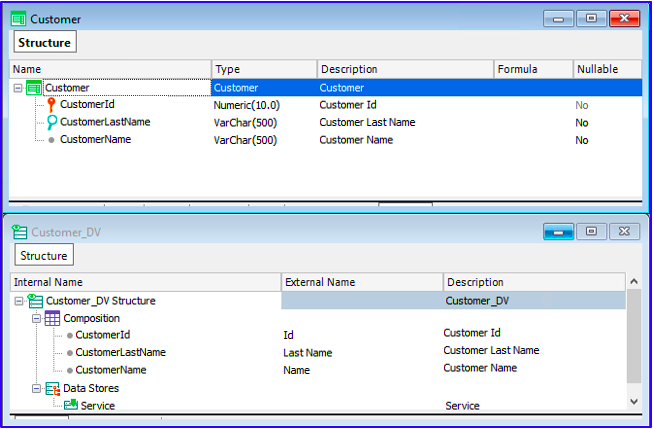 Customer
Structure
Name Type Description Formula Nullable
Customer Customer Customer
CustomerId Numeric(10.0) Customer Id No
CustomerLastName VarChar(500) Customer Last Name No
CustomerName VarChar(500) Customer Name No
Customer_DV
Structure
Internal Name External Name Description
Customer_DV Structure Customer_DV
Composition
CustomerId Id Customer Id
CustomerLastName Last Name Customer Last Name
CustomerName Name Customer Name
Data Stores
Service Service